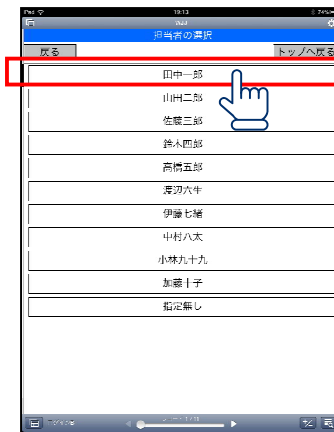 iPad 19:13 74%
担当者の選択
戻る トップへ戻る
田中一郎
山田二郎
佐藤三郎
鈴木四郎
高橋五郎
渡辺六生
伊藤七緒
中村八太
小林九十九
加藤十子
指定無し